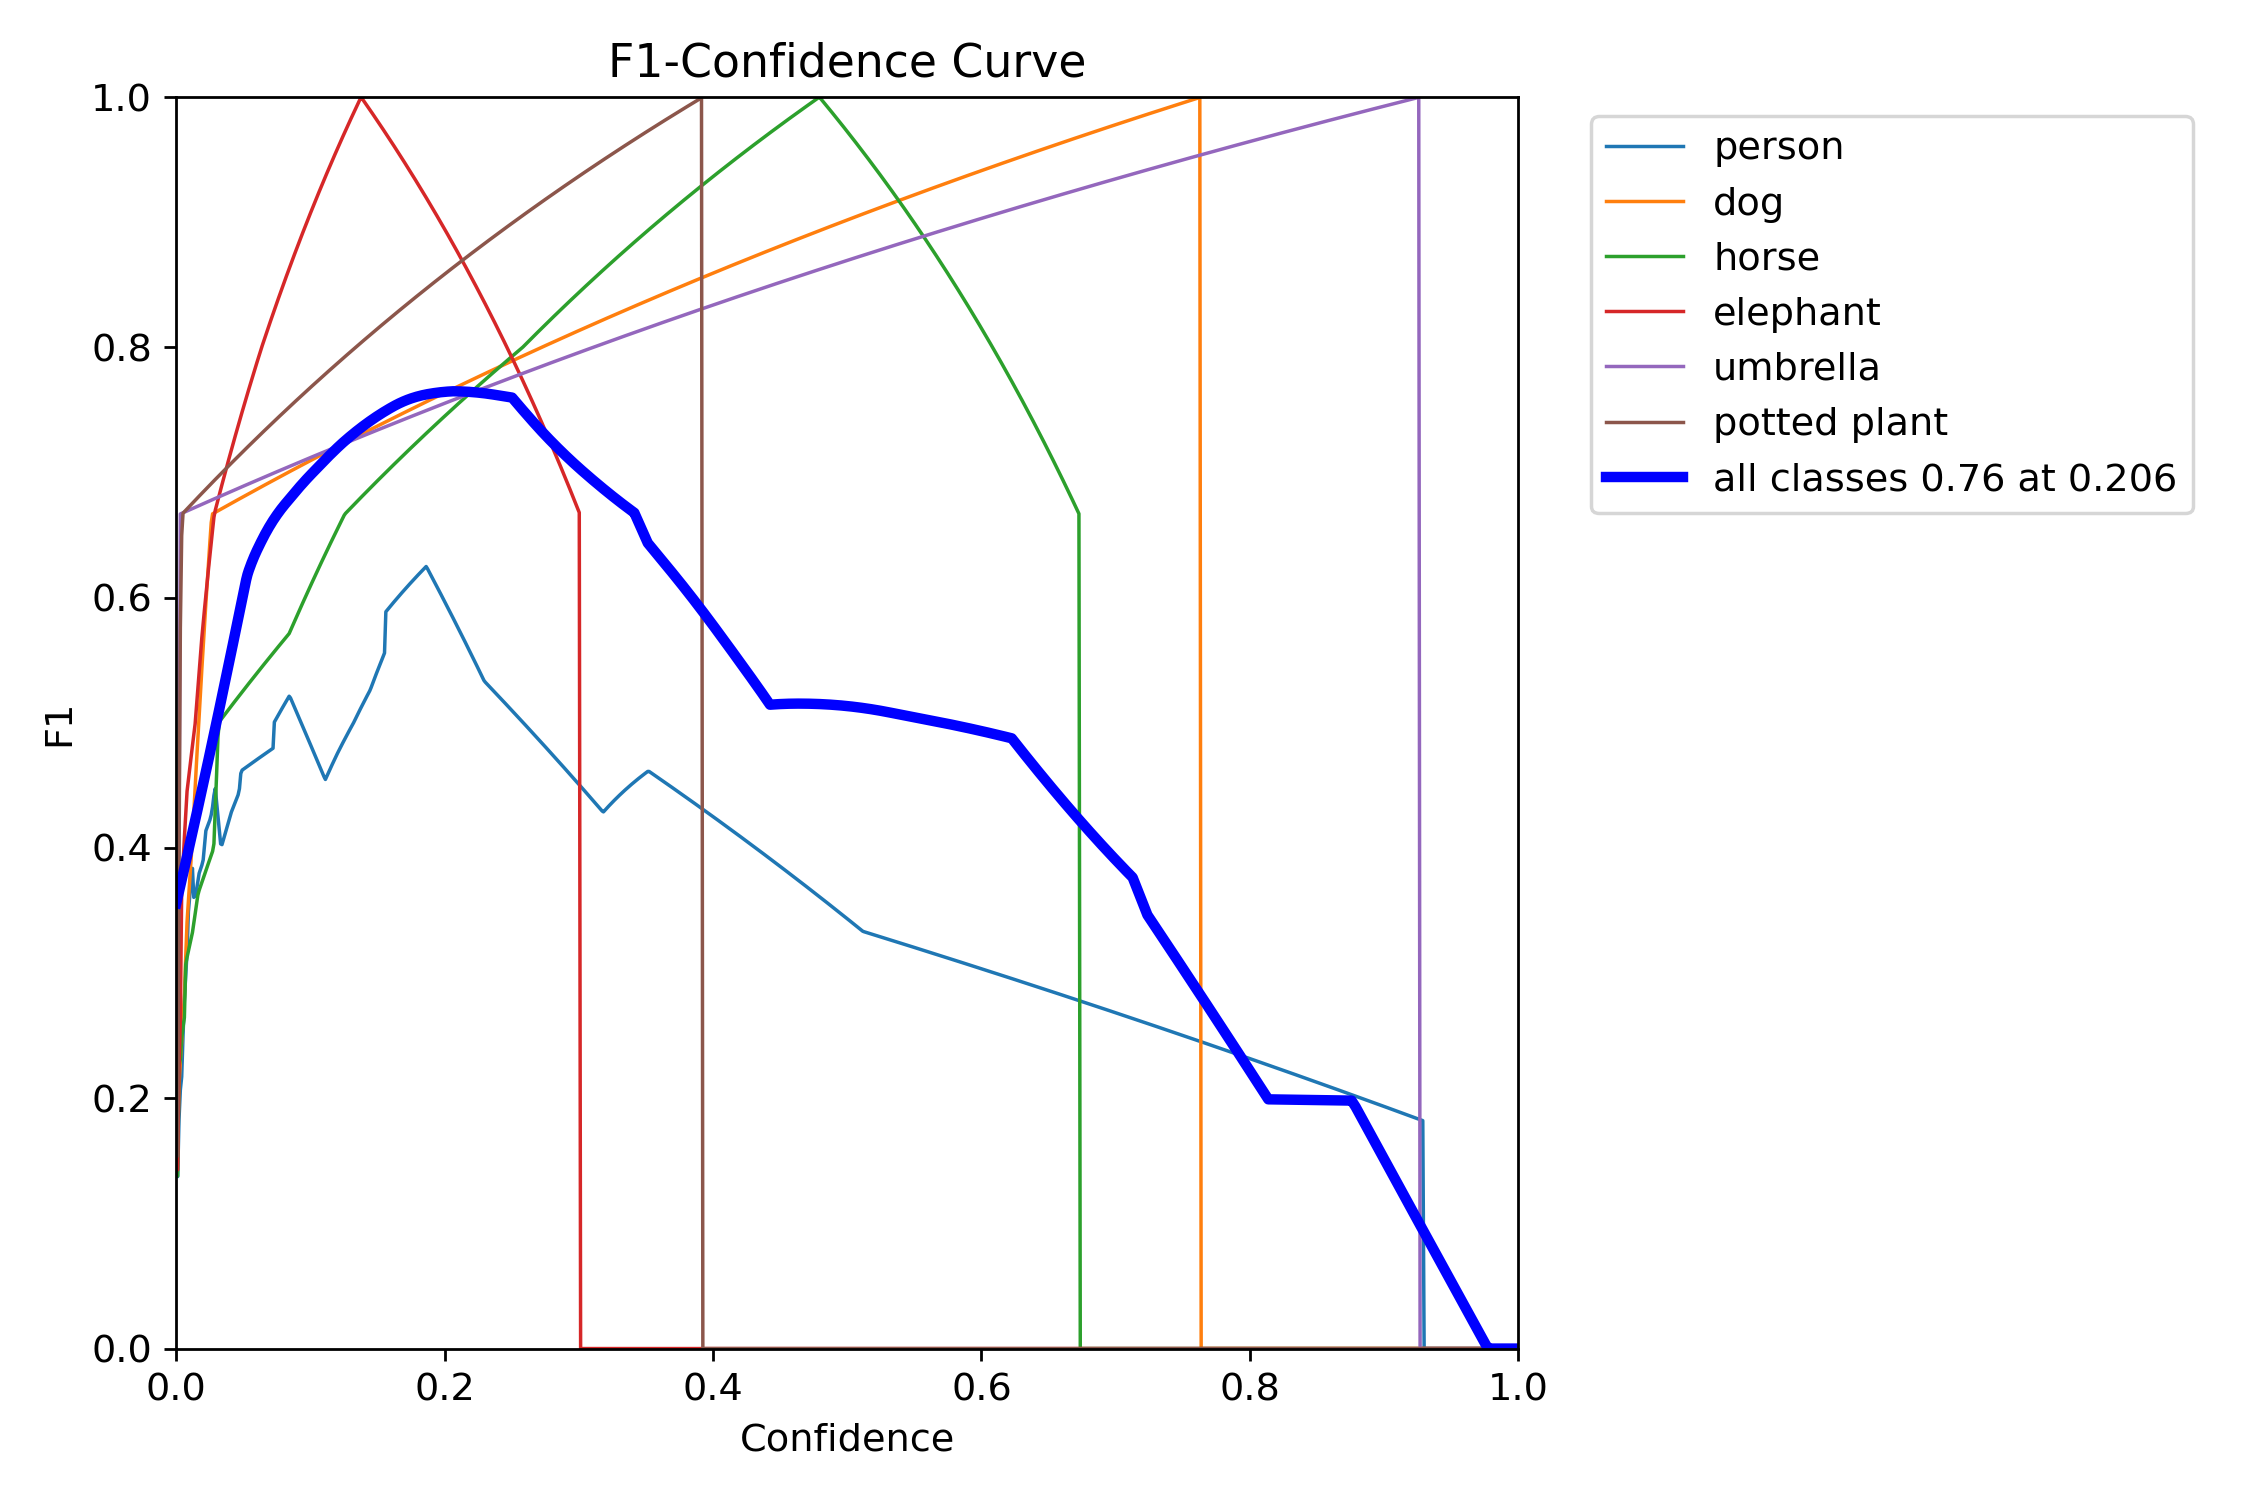 F1-Confidence Curve
1.0
0.8
0.6
0.4
0.2
0.0
F1
0.0 0.2 0.4 0.6 0.8 1.0
Confidence
person
dog
horse
elephant
umbrella
potted plant
all classes 0.76 at 0.206